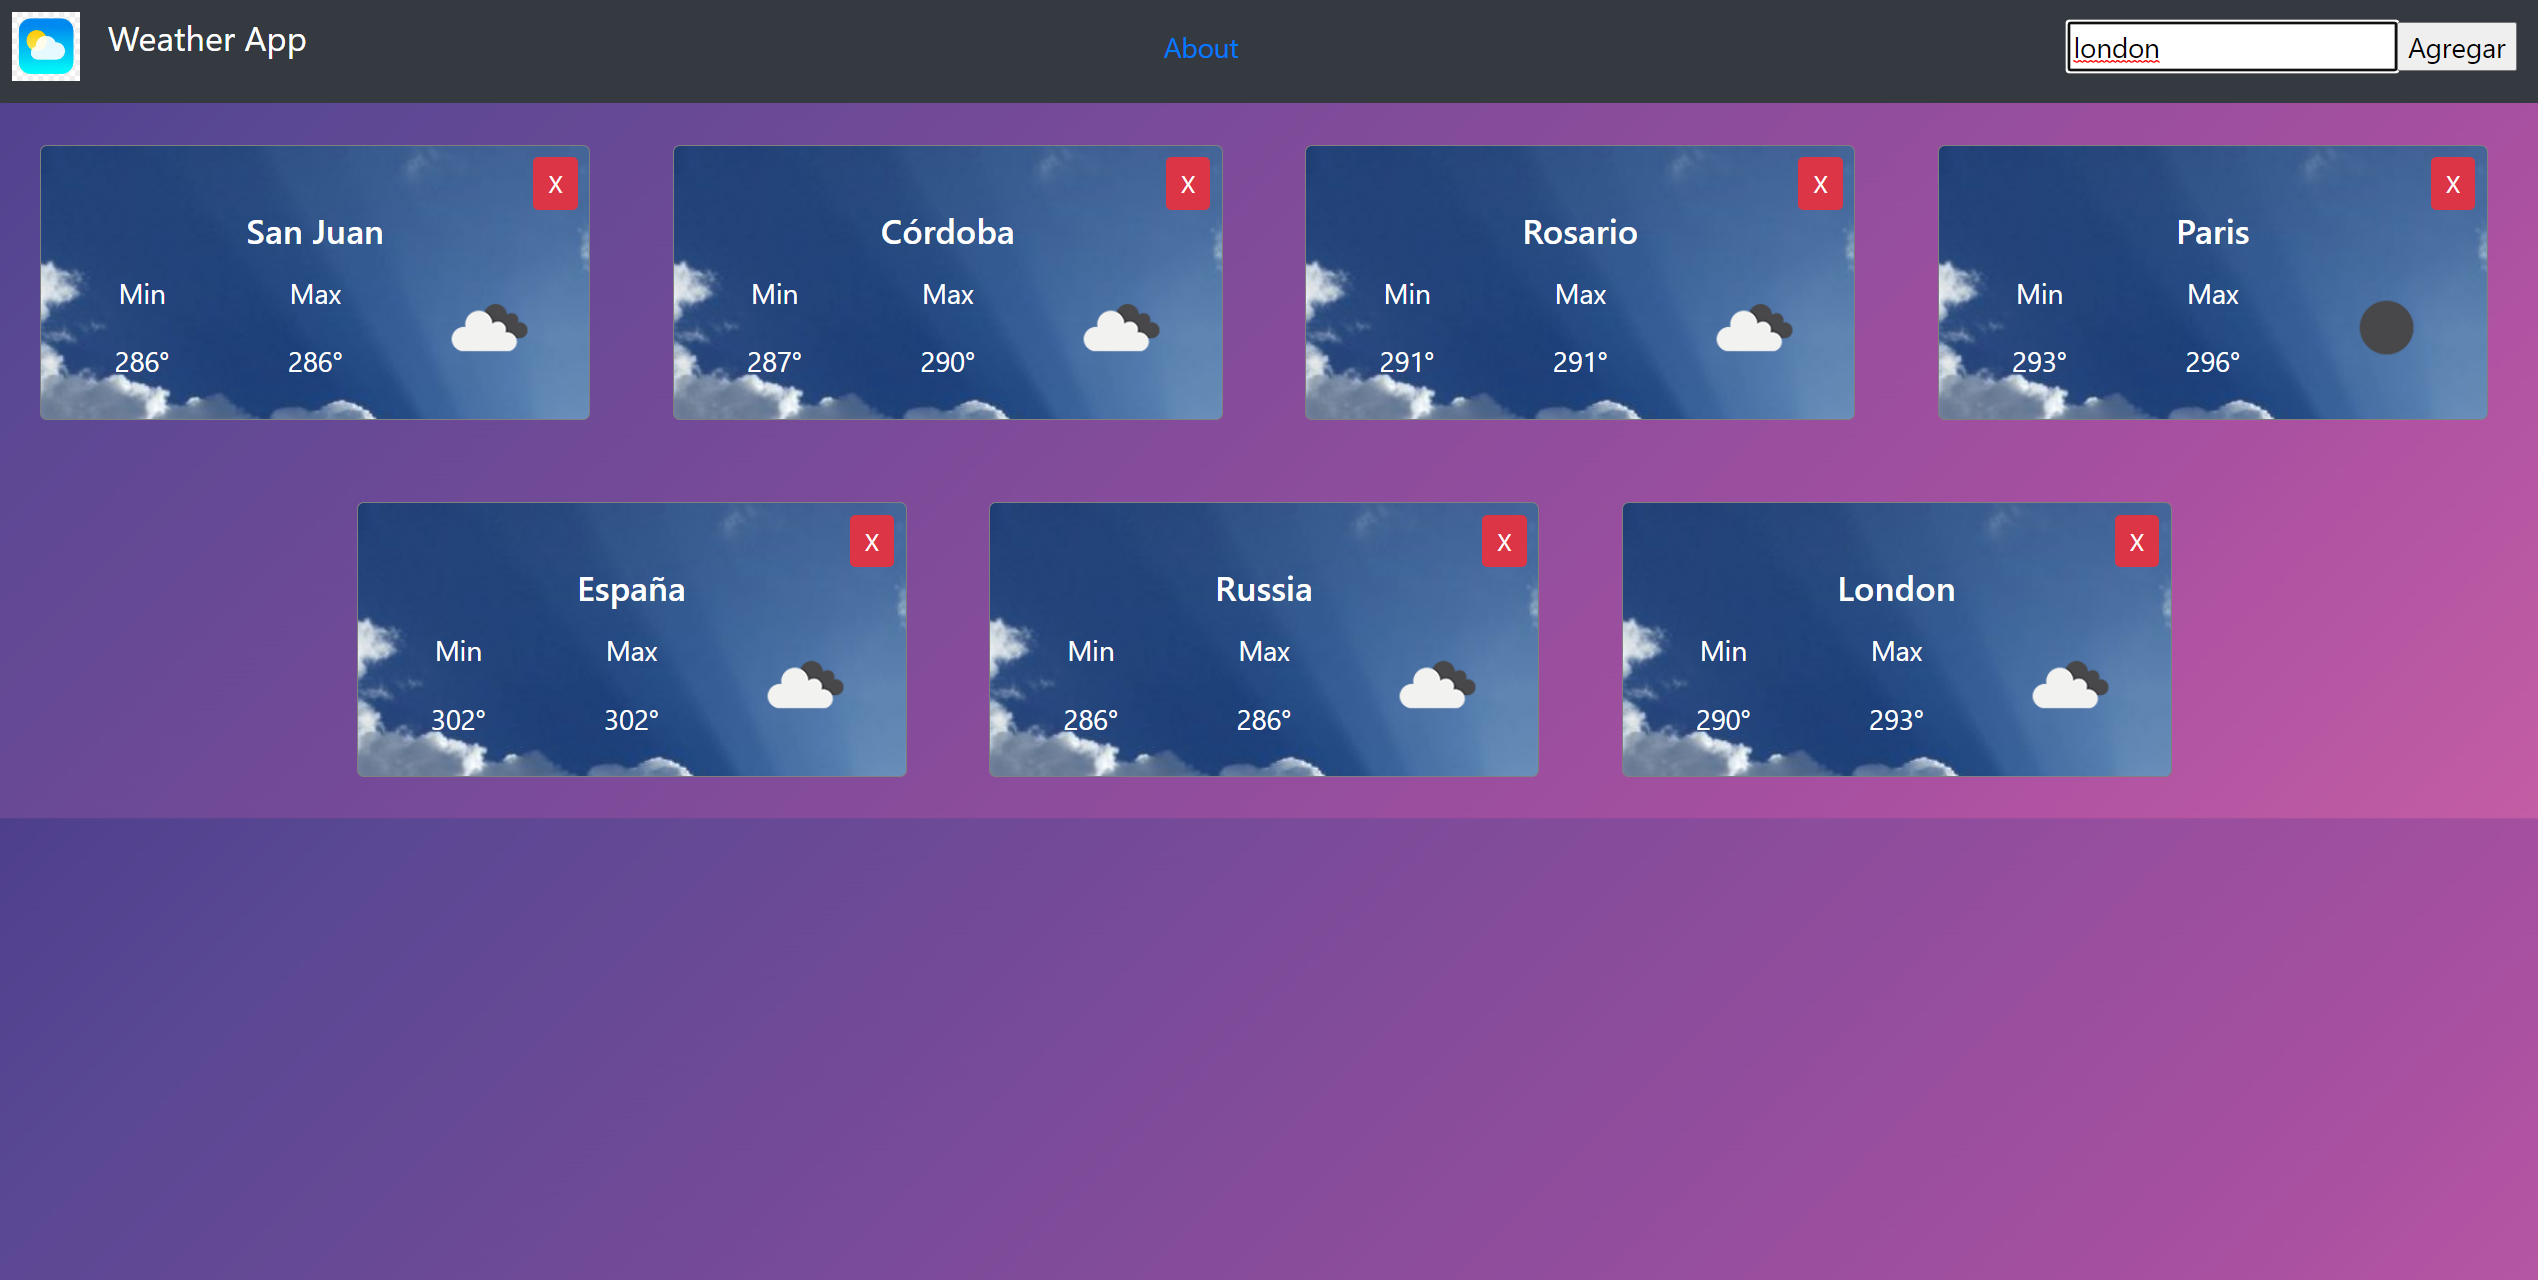 Weather App
About
london
Agregar
X
San Juan
Min Max
286° 286°
X
Córdoba
Min Max
287° 290°
X
Rosario
Min Max
291° 291°
X
Paris
Min Max
293° 296°
X
España
Min Max
302° 302°
X
Russia
Min Max
286° 286°
X
London
Min Max
290° 293°